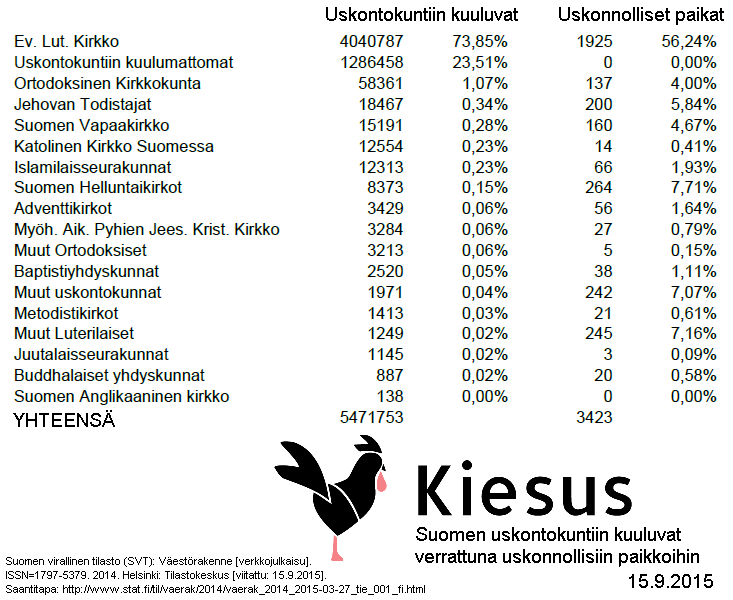 Uskontokuntiin kuuluvat Uskonnolliset paikat
Ev. Lut. Kirkko 4040787 73,85% 1925 56,24%
Uskontokuntiin kuulumattomat 1286458 23,51% 0 0,00%
Ortodoksinen Kirkkokunta 58361 1,07% 137 4,00%
Jehovan Todistajat 18467 0,34% 200 5,84%
Suomen Vapaakirkko 15191 0,28% 160 4,67%
Katolinen Kirkko Suomessa 12554 0,23% 14 0,41%
Islamilaisseurakunnat 12313 0,23% 66 1,93%
Suomen Helluntaikirkot 8373 0,15% 264 7,71%
Adventtikirkot 3429 0,06% 56 1,64%
Myöh. Aik. Pyhien Jees. Krist. Kirkko 3284 0,06% 27 0,79%
Muut Ortodoksiset 3213 0,06% 5 0,15%
Baptistiyhdyskunnat 2520 0,05% 38 1,11%
Muut uskontokunnat 1971 0,04% 242 7,07%
Metodistikirkot 1413 0,03% 21 0,61%
Muut Luterilaiset 1249 0,02% 245 7,16%
Juutalaisseurakunnat 1145 0,02% 3 0,09%
Buddhalaiset yhdyskunnat 887 0,02% 20 0,58%
Suomen Anglikaaninen kirkko 138 0,00% 0 0,00%
YHTEENSÄ 5471753 3423
Kiesus
Suomen uskontokuntiin kuuluvat
verrattuna uskonnollisiin paikkoihin
15.9.2015
Suomen virallinen tilasto (SVT): Väestörakenne [verkkojulkaisu].
ISSN=1797-5379. 2014. Helsinki: Tilastokeskus [viitattu: 15.9.2015].
Saantitapa: http://www.stat.fi/til/vaerak/2014/vaerak_2014_2015-03-27_tie_001_fi.html